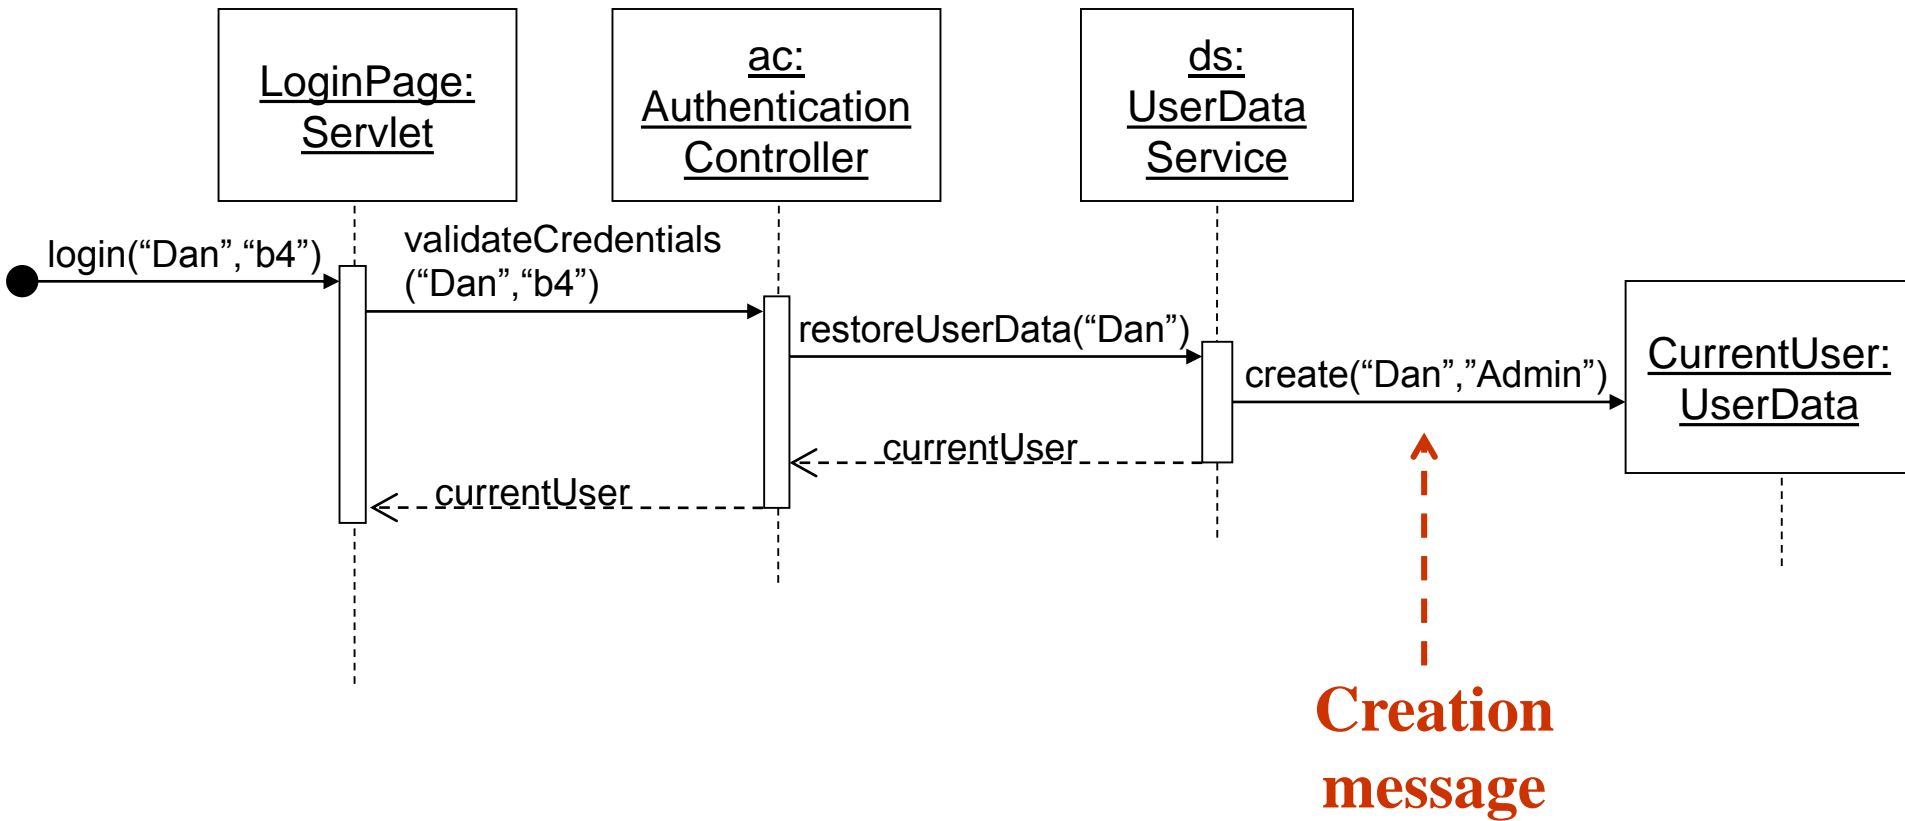 LoginPage:
Servlet
ac:
Authentication
Controller
ds:
UserData
Service
login(“Dan”,“b4”)
validateCredentials
(“Dan”,“b4”)
restoreUserData(“Dan”)
create(“Dan”,”Admin”)
CurrentUser:
UserData
currentUser
currentUser
Creation
message